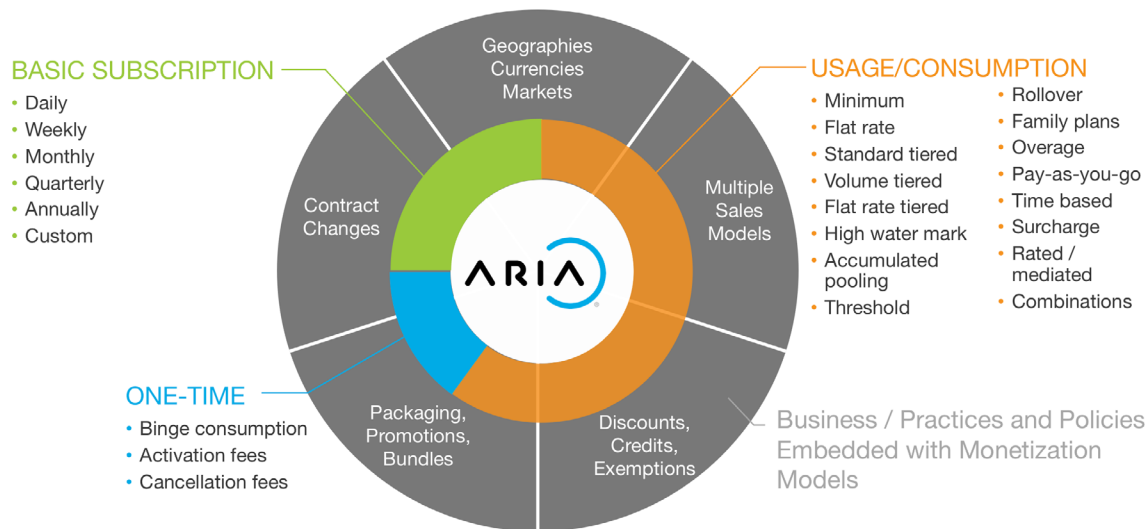 BASIC SUBSCRIPTION
• Daily
• Weekly
• Monthly
• Quarterly
• Annually
• Custom
Geographies
Currencies
Markets
USAGE/CONSUMPTION
• Minimum
• Flat rate
• Standard tiered
• Volume tiered
• Flat rate tiered
• High water mark
• Accumulated
pooling
• Threshold
• Rollover
• Family plans
• Overage
• Pay-as-you-go
• Time based
• Surcharge
• Rated /
mediated
• Combinations
Contract
Changes
Multiple
Sales
Models
ARIA
ONE-TIME
• Binge consumption
• Activation fees
• Cancellation fees
Packaging,
Promotions,
Bundles
Discounts,
Credits,
Exemptions
Business / Practices and Policies
Embedded with Monetization
Models